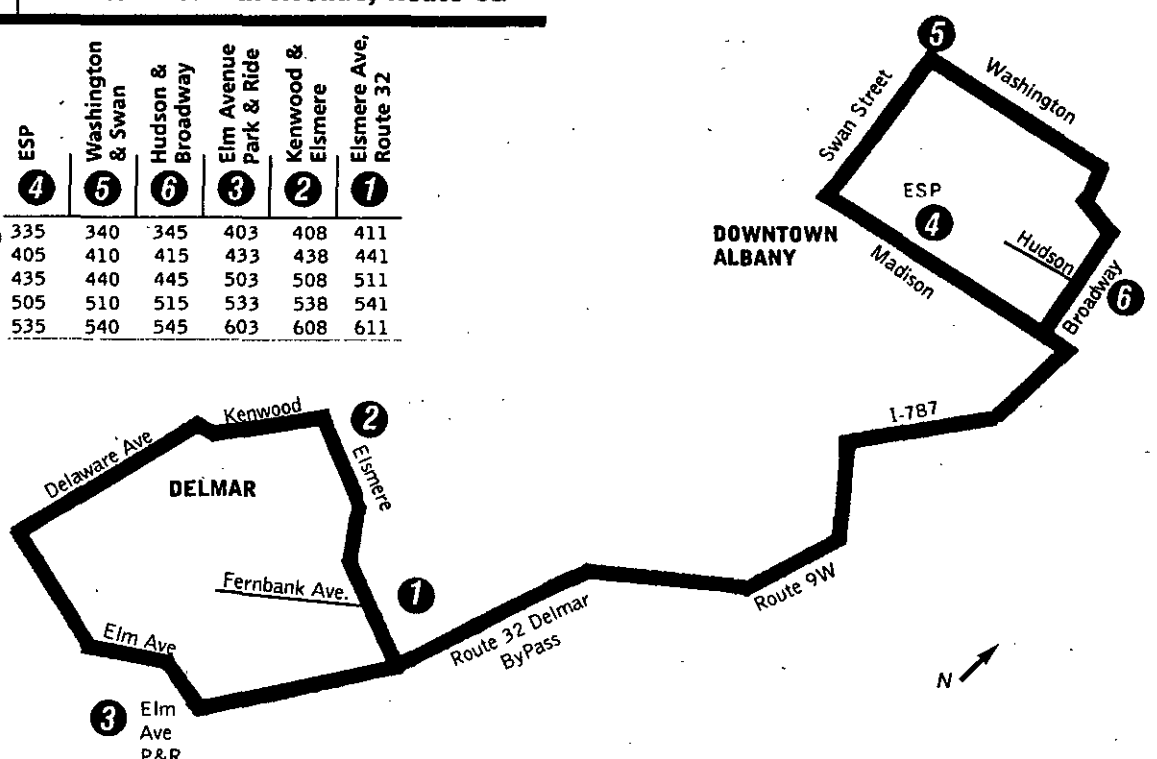 ESP
Washington
& Swan
Hudson &
Broadway
Elm Avenue
Park & Ride
Kenwood &
Elsmere
Elsmere Ave,
Route 32
4 5 6 3 2 1
335 340 345 403 408 411
405 410 415 433 438 441
435 440 445 503 508 511
505 510 515 533 538 541
535 540 545 603 608 611
5
Washington
Swan Street
ESP
4
DOWNTOWN
ALBANY
Hudson
Madison
Broadway
6
I-787
Kenwood
2
Delaware Ave
Elsmere
DELMAR
Fernbank Ave.
1
Route 9W
Route 32 Delmar
ByPass
Elm Ave
N
3
Elm
Ave
P&R